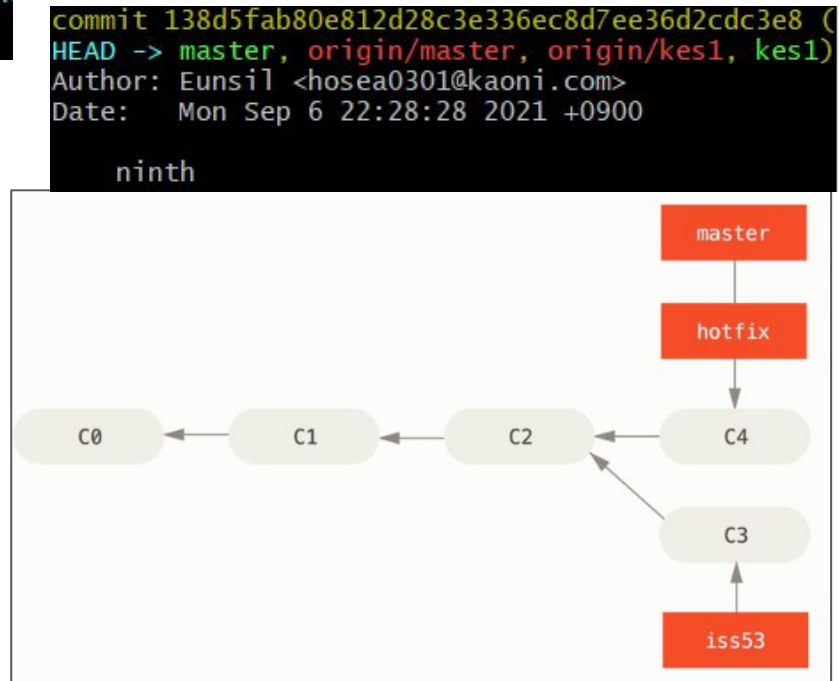 commit 138d5fab80e812d28c3e336ec8d7ee36d2cdc3e8 (
HEAD -> master, origin/master, origin/kes1, kes1)
Author: Eunsil <hosea0301@kaoni.com>
Date:   Mon Sep 6 22:28:28 2021 +0900
ninth
master
hotfix
C0
C1
C2
C4
C3
iss53